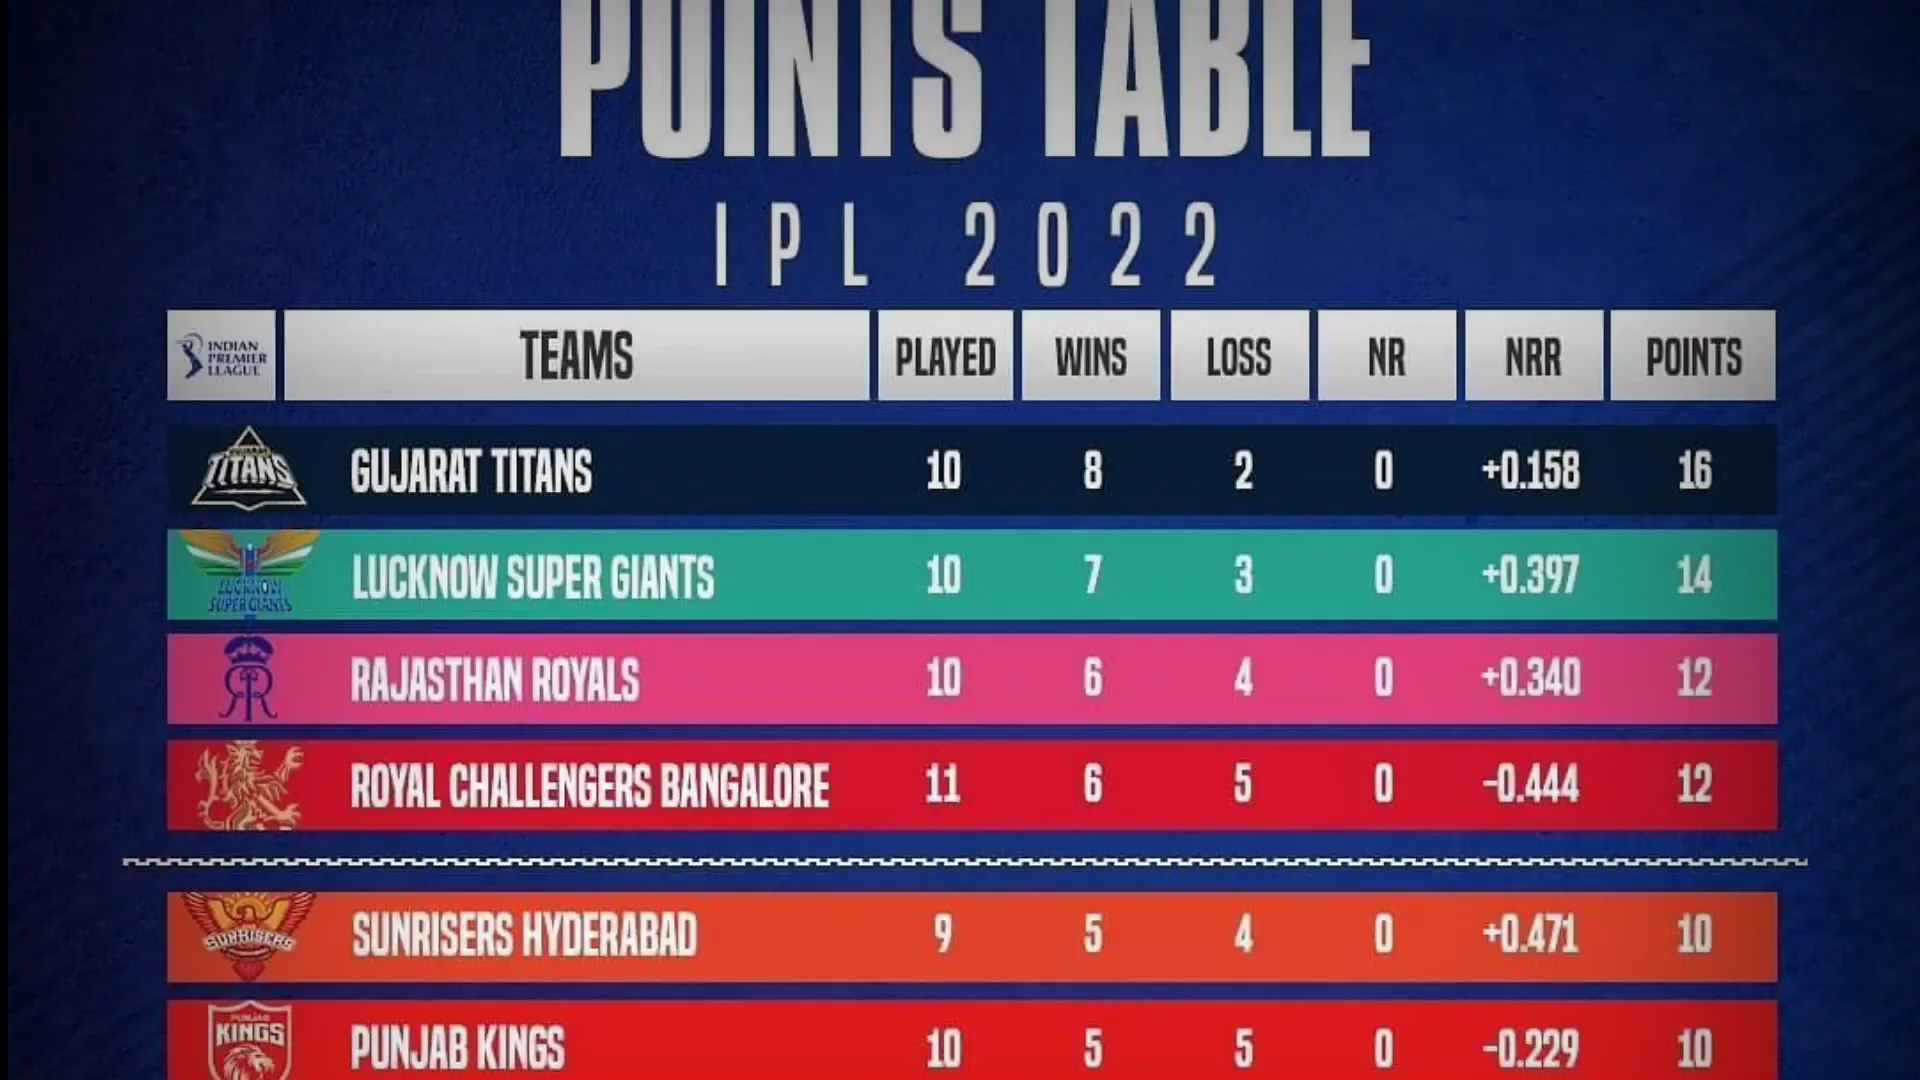 POINTS TABLE
IPL 2022
INDIAN PREMIER LEAGUE TEAMS PLAYED WINS LOSS NR NRR POINTS
TITANS GUJARAT TITANS 10 8 2 0 +0.158 16
LUCKNOW SUPER GIANTS LUCKNOW SUPER GIANTS 10 7 3 0 +0.397 14
RAJASTHAN ROYALS 10 6 4 0 +0.340 12
ROYAL CHALLENGERS BANGALORE 11 6 5 0 -0.444 12
SUNRISERS SUNRISERS HYDERABAD 9 5 4 0 +0.471 10
PUNJAB KINGS PUNJAB KINGS 10 5 5 0 -0.229 10